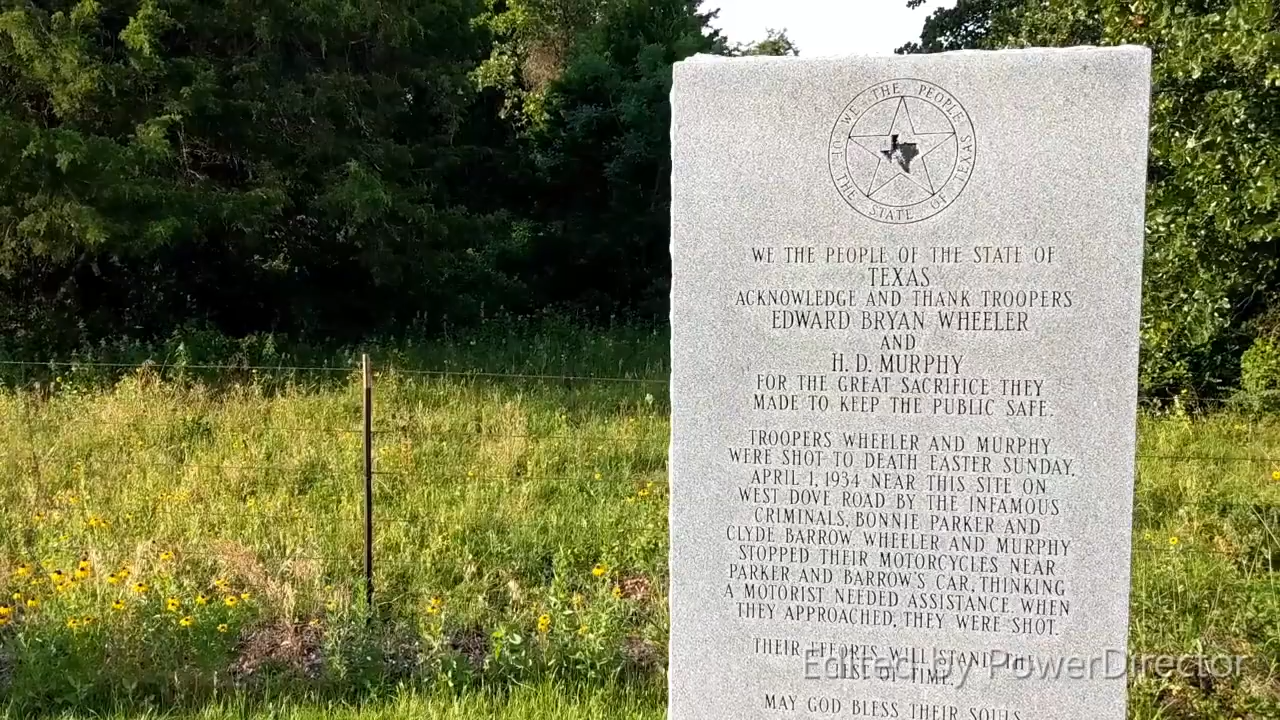 WE THE PEOPLE OF THE STATE OF TEXAS
WE THE PEOPLE OF THE STATE OF
TEXAS
ACKNOWLEDGE AND THANK TROOPERS
EDWARD BRYAN WHEELER
AND
H. D. MURPHY
FOR THE GREAT SACRIFICE THEY
MADE TO KEEP THE PUBLIC SAFE.
TROOPERS WHEELER AND MURPHY
WERE SHOT TO DEATH EASTER SUNDAY,
APRIL 1, 1934 NEAR THIS SITE ON
WEST DOVE ROAD BY THE INFAMOUS
CRIMINALS, BONNIE PARKER AND
CLYDE BARROW. WHEELER AND MURPHY
STOPPED THEIR MOTORCYCLES NEAR
PARKER AND BARROW'S CAR, THINKING
A MOTORIST NEEDED ASSISTANCE. WHEN
THEY APPROACHED, THEY WERE SHOT.
THEIR EFFORTS WILL STAND THE
TEST OF TIME.
MAY GOD BLESS THEIR SOULS
Edited by PowerDirector